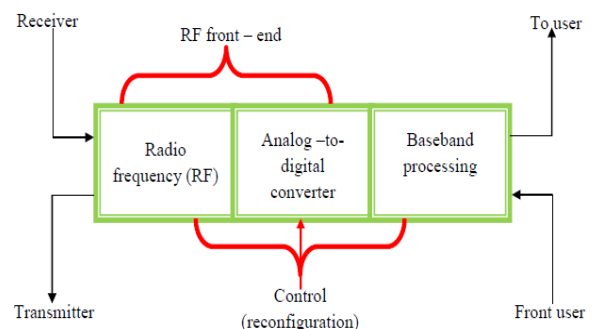 Receiver
To user
RF front – end
Radio
frequency (RF)
Analog –to-
digital
converter
Baseband
processing
Transmitter
Control
(reconfiguration)
Front user